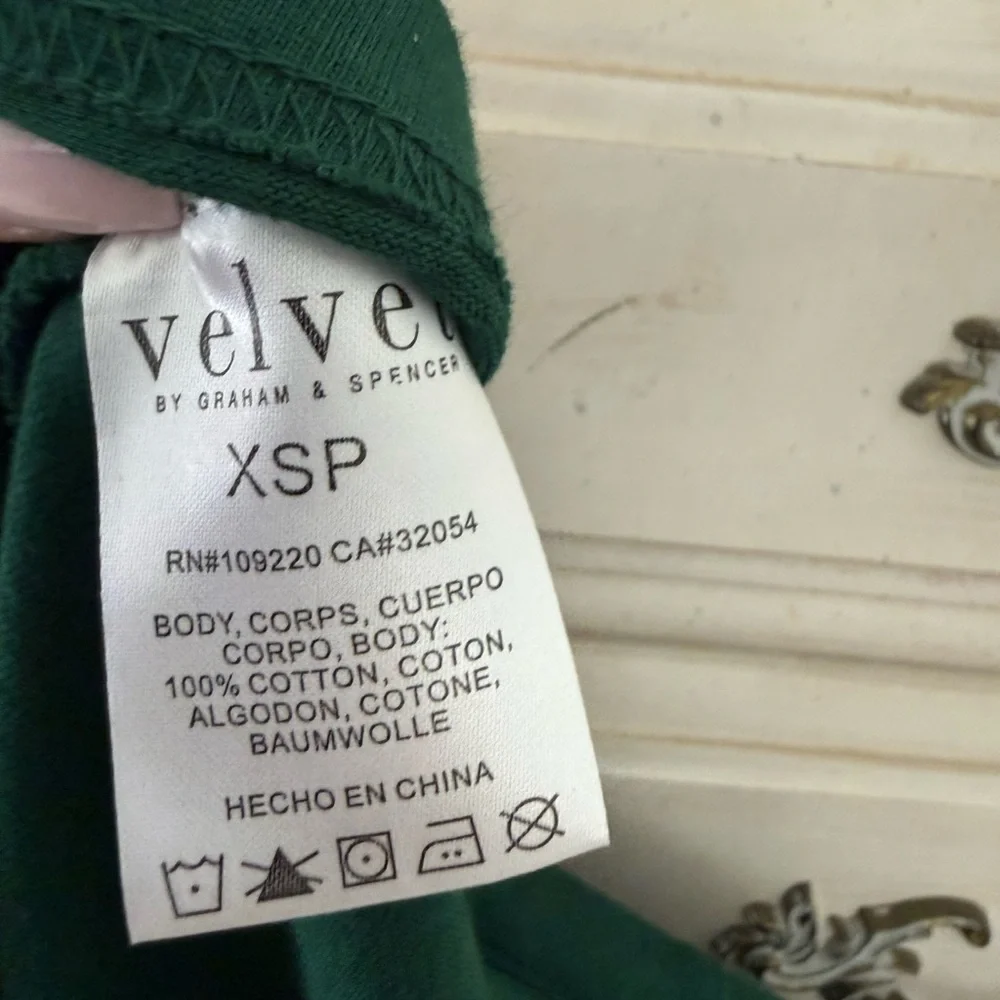 velvet
BY GRAHAM & SPENCER
XSP
RN#109220 CA#32054
BODY, CORPS, CUERPO
CORPO, BODY:
100% COTTON, COTON,
ALGODON, COTONE,
BAUMWOLLE
HECHO EN CHINA